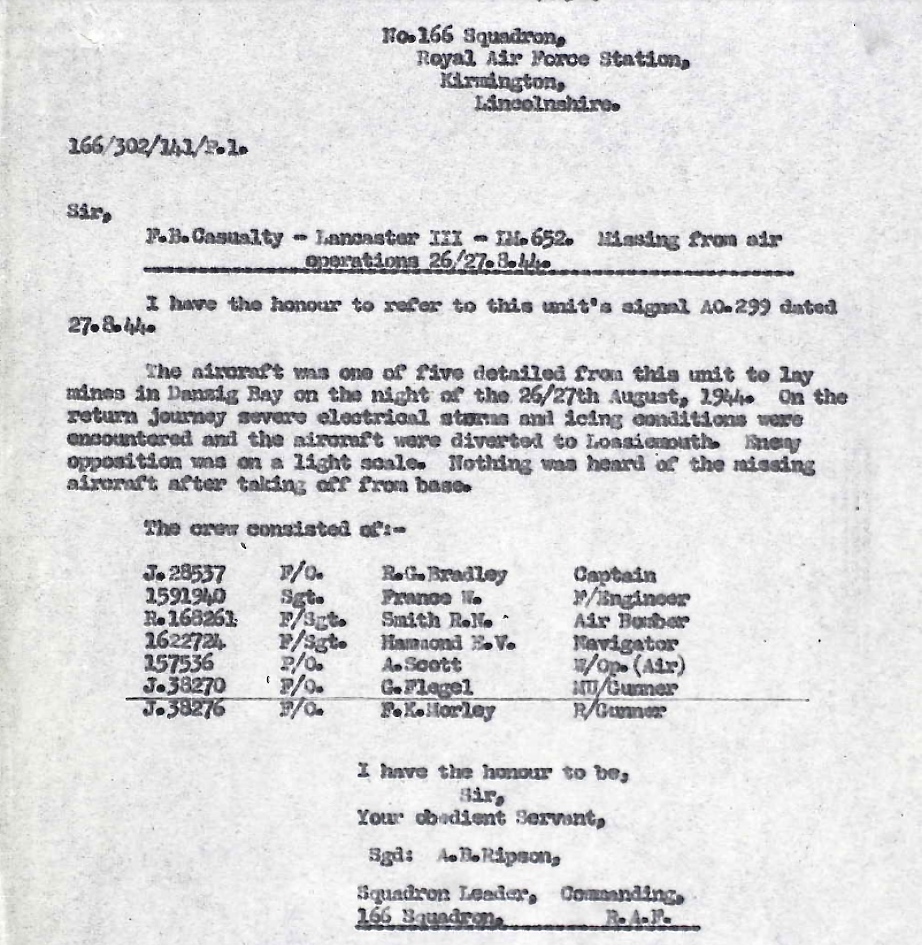 No.166 Squadron,
Royal Air Force Station,
Kirmington,
Lincolnshire.
166/302/141/P.1.
Sir,
F.B.Casualty - Lancaster III - LM.652. Missing from air
operations 26/27.8.44.
I have the honour to refer to this unit's signal AO.299 dated
27.8.44.
The aircraft was one of five detailed from this unit to lay
mines in Danzig Bay on the night of the 26/27th August, 1944. On the
return journey severe electrical storms and icing conditions were
encountered and the aircraft were diverted to Lossiemouth. Enemy
opposition was on a light scale. Nothing was heard of the missing
aircraft after taking off from base.
The crew consisted of:-
J.28537 F/O. R.G.Bradley Captain
1591940 Sgt. France W. F/Engineer
R.168261 F/Sgt. Smith R.N. Air Bomber
1622724 F/Sgt. Hammond E.V. Navigator
157536 F/O. A.Scott W/Op.(Air)
J.38270 F/O. G.Flegel MU/Gunner
J.38276 F/O. F.K.Morley R/Gunner
I have the honour to be,
Sir,
Your obedient Servant,
Sgd: A.B.Ripson,
Squadron Leader, Commanding,
166 Squadron. R.A.F.